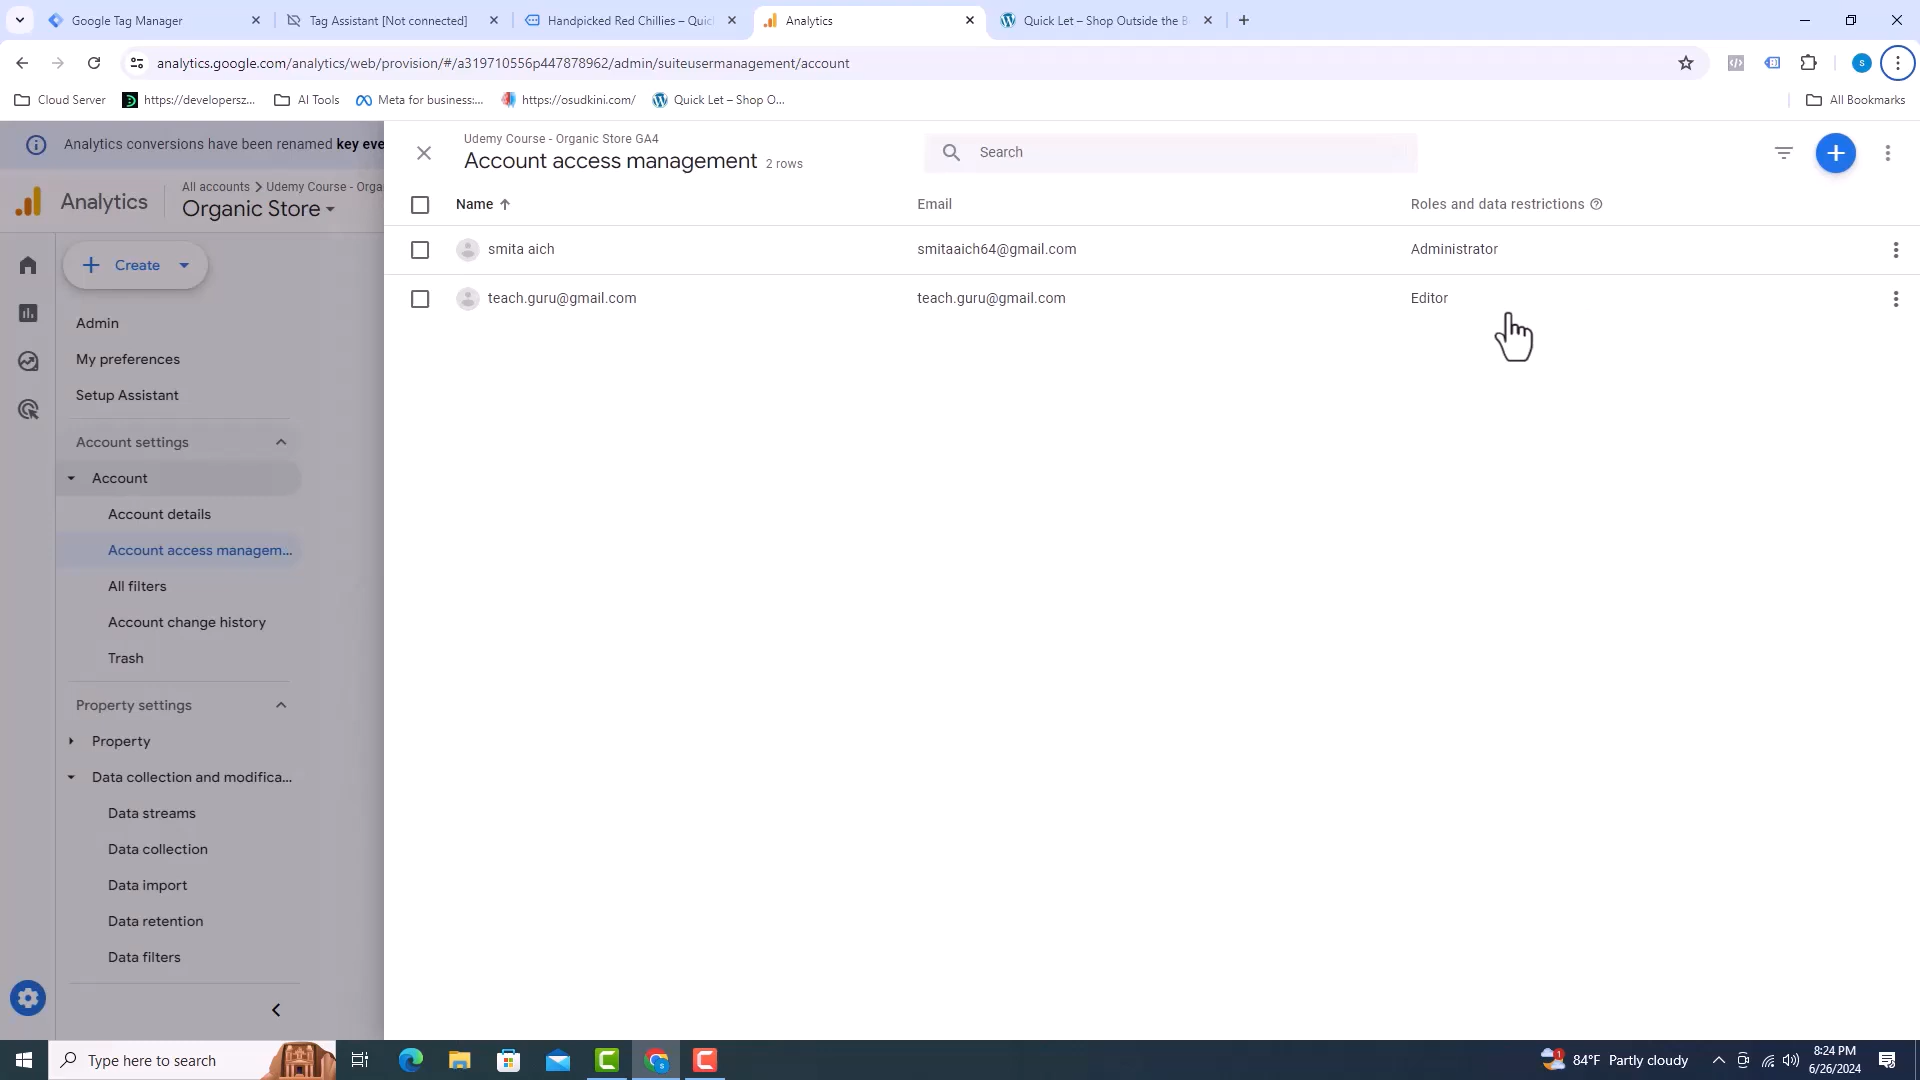 Google Tag Manager
Tag Assistant [Not connected]
Handpicked Red Chillies – Quic
Analytics
Quick Let – Shop Outside the B
analytics.google.com/analytics/web/provision/#/a319710556p447878962/admin/suiteusermanagement/account
s
Cloud Server
https://developersz...
AI Tools
Meta for business:...
https://osudkini.com/
Quick Let – Shop O...
All Bookmarks
Analytics conversions have been renamed key eve
Analytics
All accounts > Udemy Course - Orga
Organic Store
Create
Admin
My preferences
Setup Assistant
Account settings
Account
Account details
Account access managem...
All filters
Account change history
Trash
Property settings
Property
Data collection and modifica...
Data streams
Data collection
Data import
Data retention
Data filters
Udemy Course - Organic Store GA4
Account access management 2 rows
Search
Name
Email
Roles and data restrictions
smita aich
smitaaich64@gmail.com
Administrator
teach.guru@gmail.com
teach.guru@gmail.com
Editor
Type here to search
1
84°F Partly cloudy
8:24 PM
6/26/2024